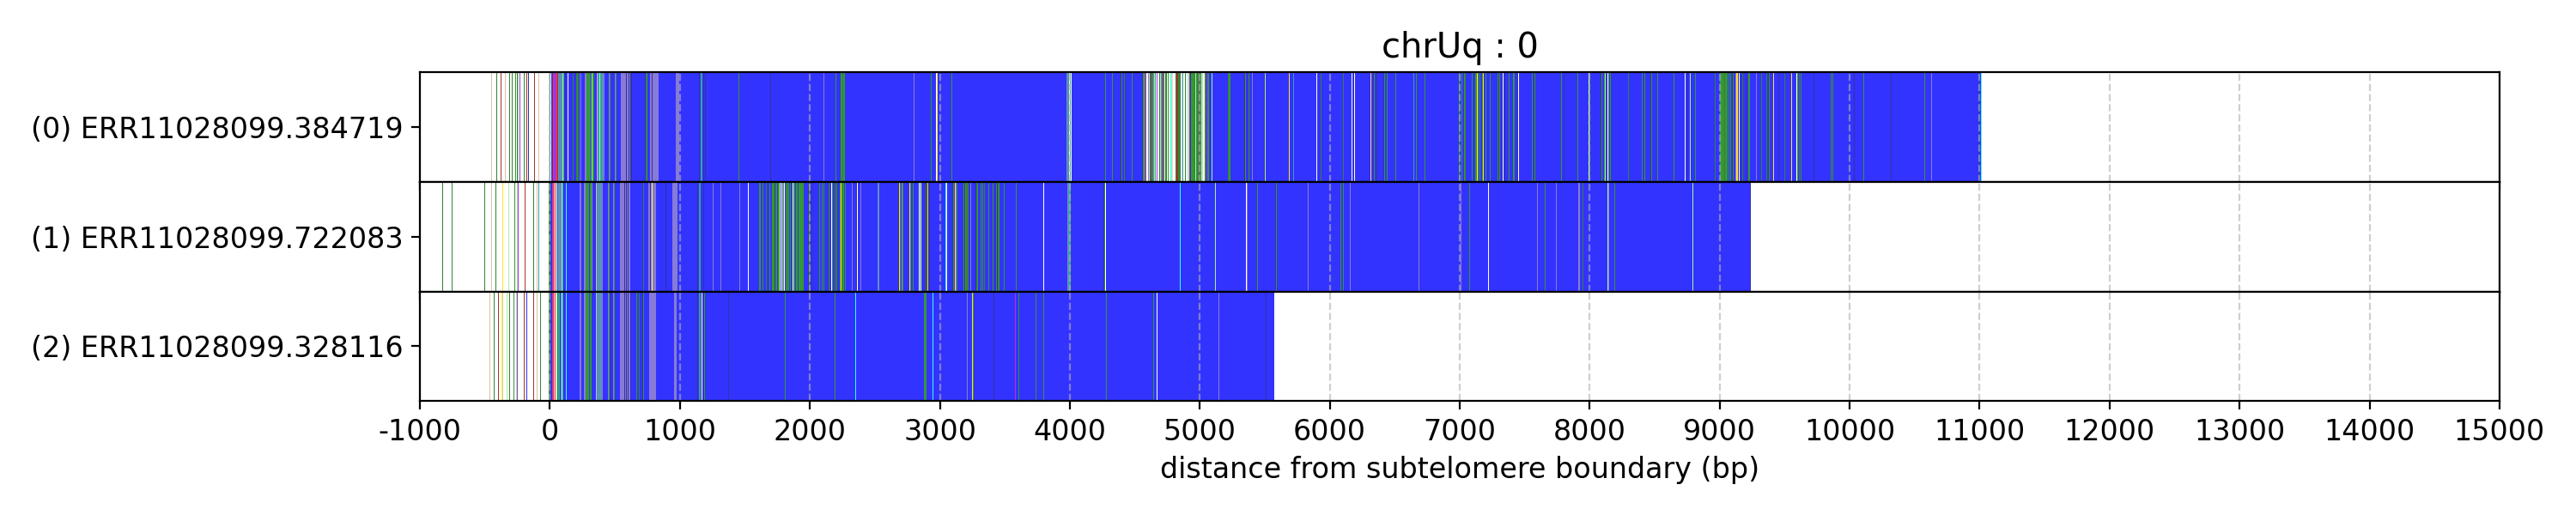 chrUq : 0
(0) ERR11028099.384719
(1) ERR11028099.722083
(2) ERR11028099.328116
-1000 0 1000 2000 3000 4000 5000 6000 7000 8000 9000 10000 11000 12000 13000 14000 15000
distance from subtelomere boundary (bp)